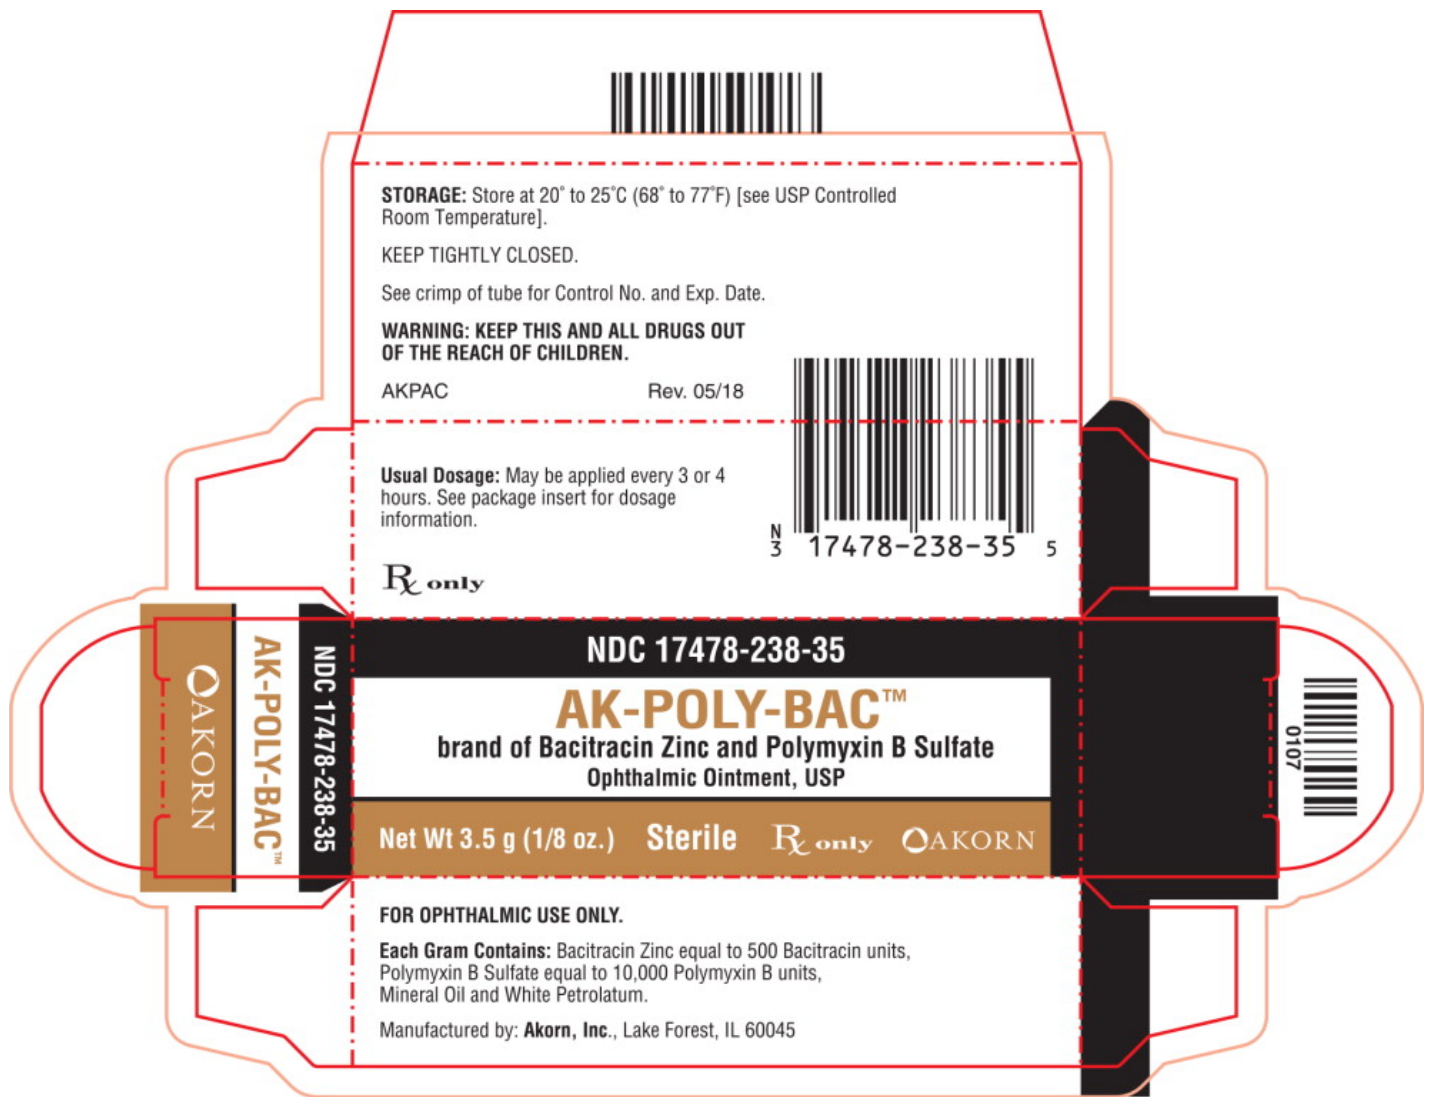 STORAGE: Store at 20° to 25°C (68° to 77°F) [see USP Controlled
Room Temperature].
KEEP TIGHTLY CLOSED.
See crimp of tube for Control No. and Exp. Date.
WARNING: KEEP THIS AND ALL DRUGS OUT
OF THE REACH OF CHILDREN.
AKPAC Rev. 05/18
Usual Dosage: May be applied every 3 or 4
hours. See package insert for dosage
information.
Rx only
N
3 17478-238-35 5
NDC 17478-238-35
AK-POLY-BAC™
brand of Bacitracin Zinc and Polymyxin B Sulfate
Ophthalmic Ointment, USP
Net Wt 3.5 g (1/8 oz.) Sterile Rx only AKORN
NDC 17478-238-35
AK-POLY-BAC™
AKORN
0107
FOR OPHTHALMIC USE ONLY.
Each Gram Contains: Bacitracin Zinc equal to 500 Bacitracin units,
Polymyxin B Sulfate equal to 10,000 Polymyxin B units,
Mineral Oil and White Petrolatum.
Manufactured by: Akorn, Inc., Lake Forest, IL 60045